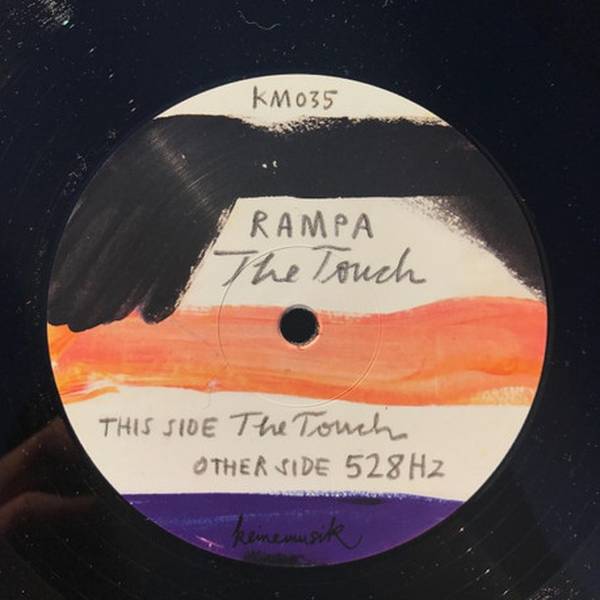 KM035
RAMPA
The Touch
THIS SIDE The Touch
OTHER SIDE 528HZ
keinemusik